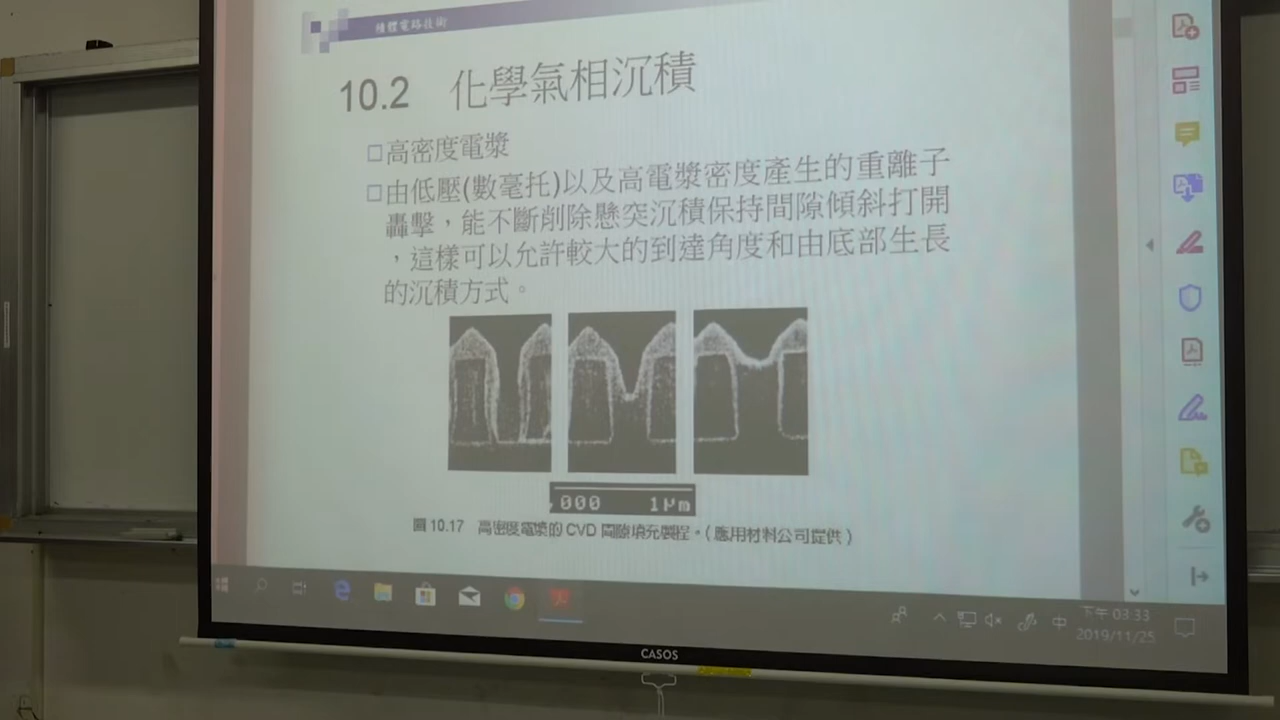 積體電路技術
10.2 化學氣相沉積
□高密度電漿
□由低壓(數毫托)以及高電漿密度產生的重離子
轟擊，能不斷削除懸突沉積保持間隙傾斜打開
，這樣可以允許較大的到達角度和由底部生長
的沉積方式。
000 1µm
圖 10.17 高密度電漿的 CVD 間隙填充製程。(應用材料公司提供)
中
下午 03:33
2019/11/25
CASOS